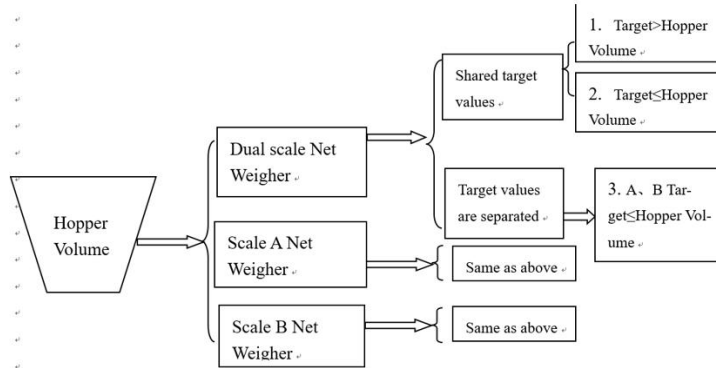 1. Target>Hopper
Volume
Shared target
values
2. Target≤Hopper
Volume
Dual scale Net
Weigher
Target values
are separated
3. A、B Tar-
get≤Hopper Vol-
ume
Hopper
Volume
Scale A Net
Weigher
Same as above
Scale B Net
Weigher
Same as above